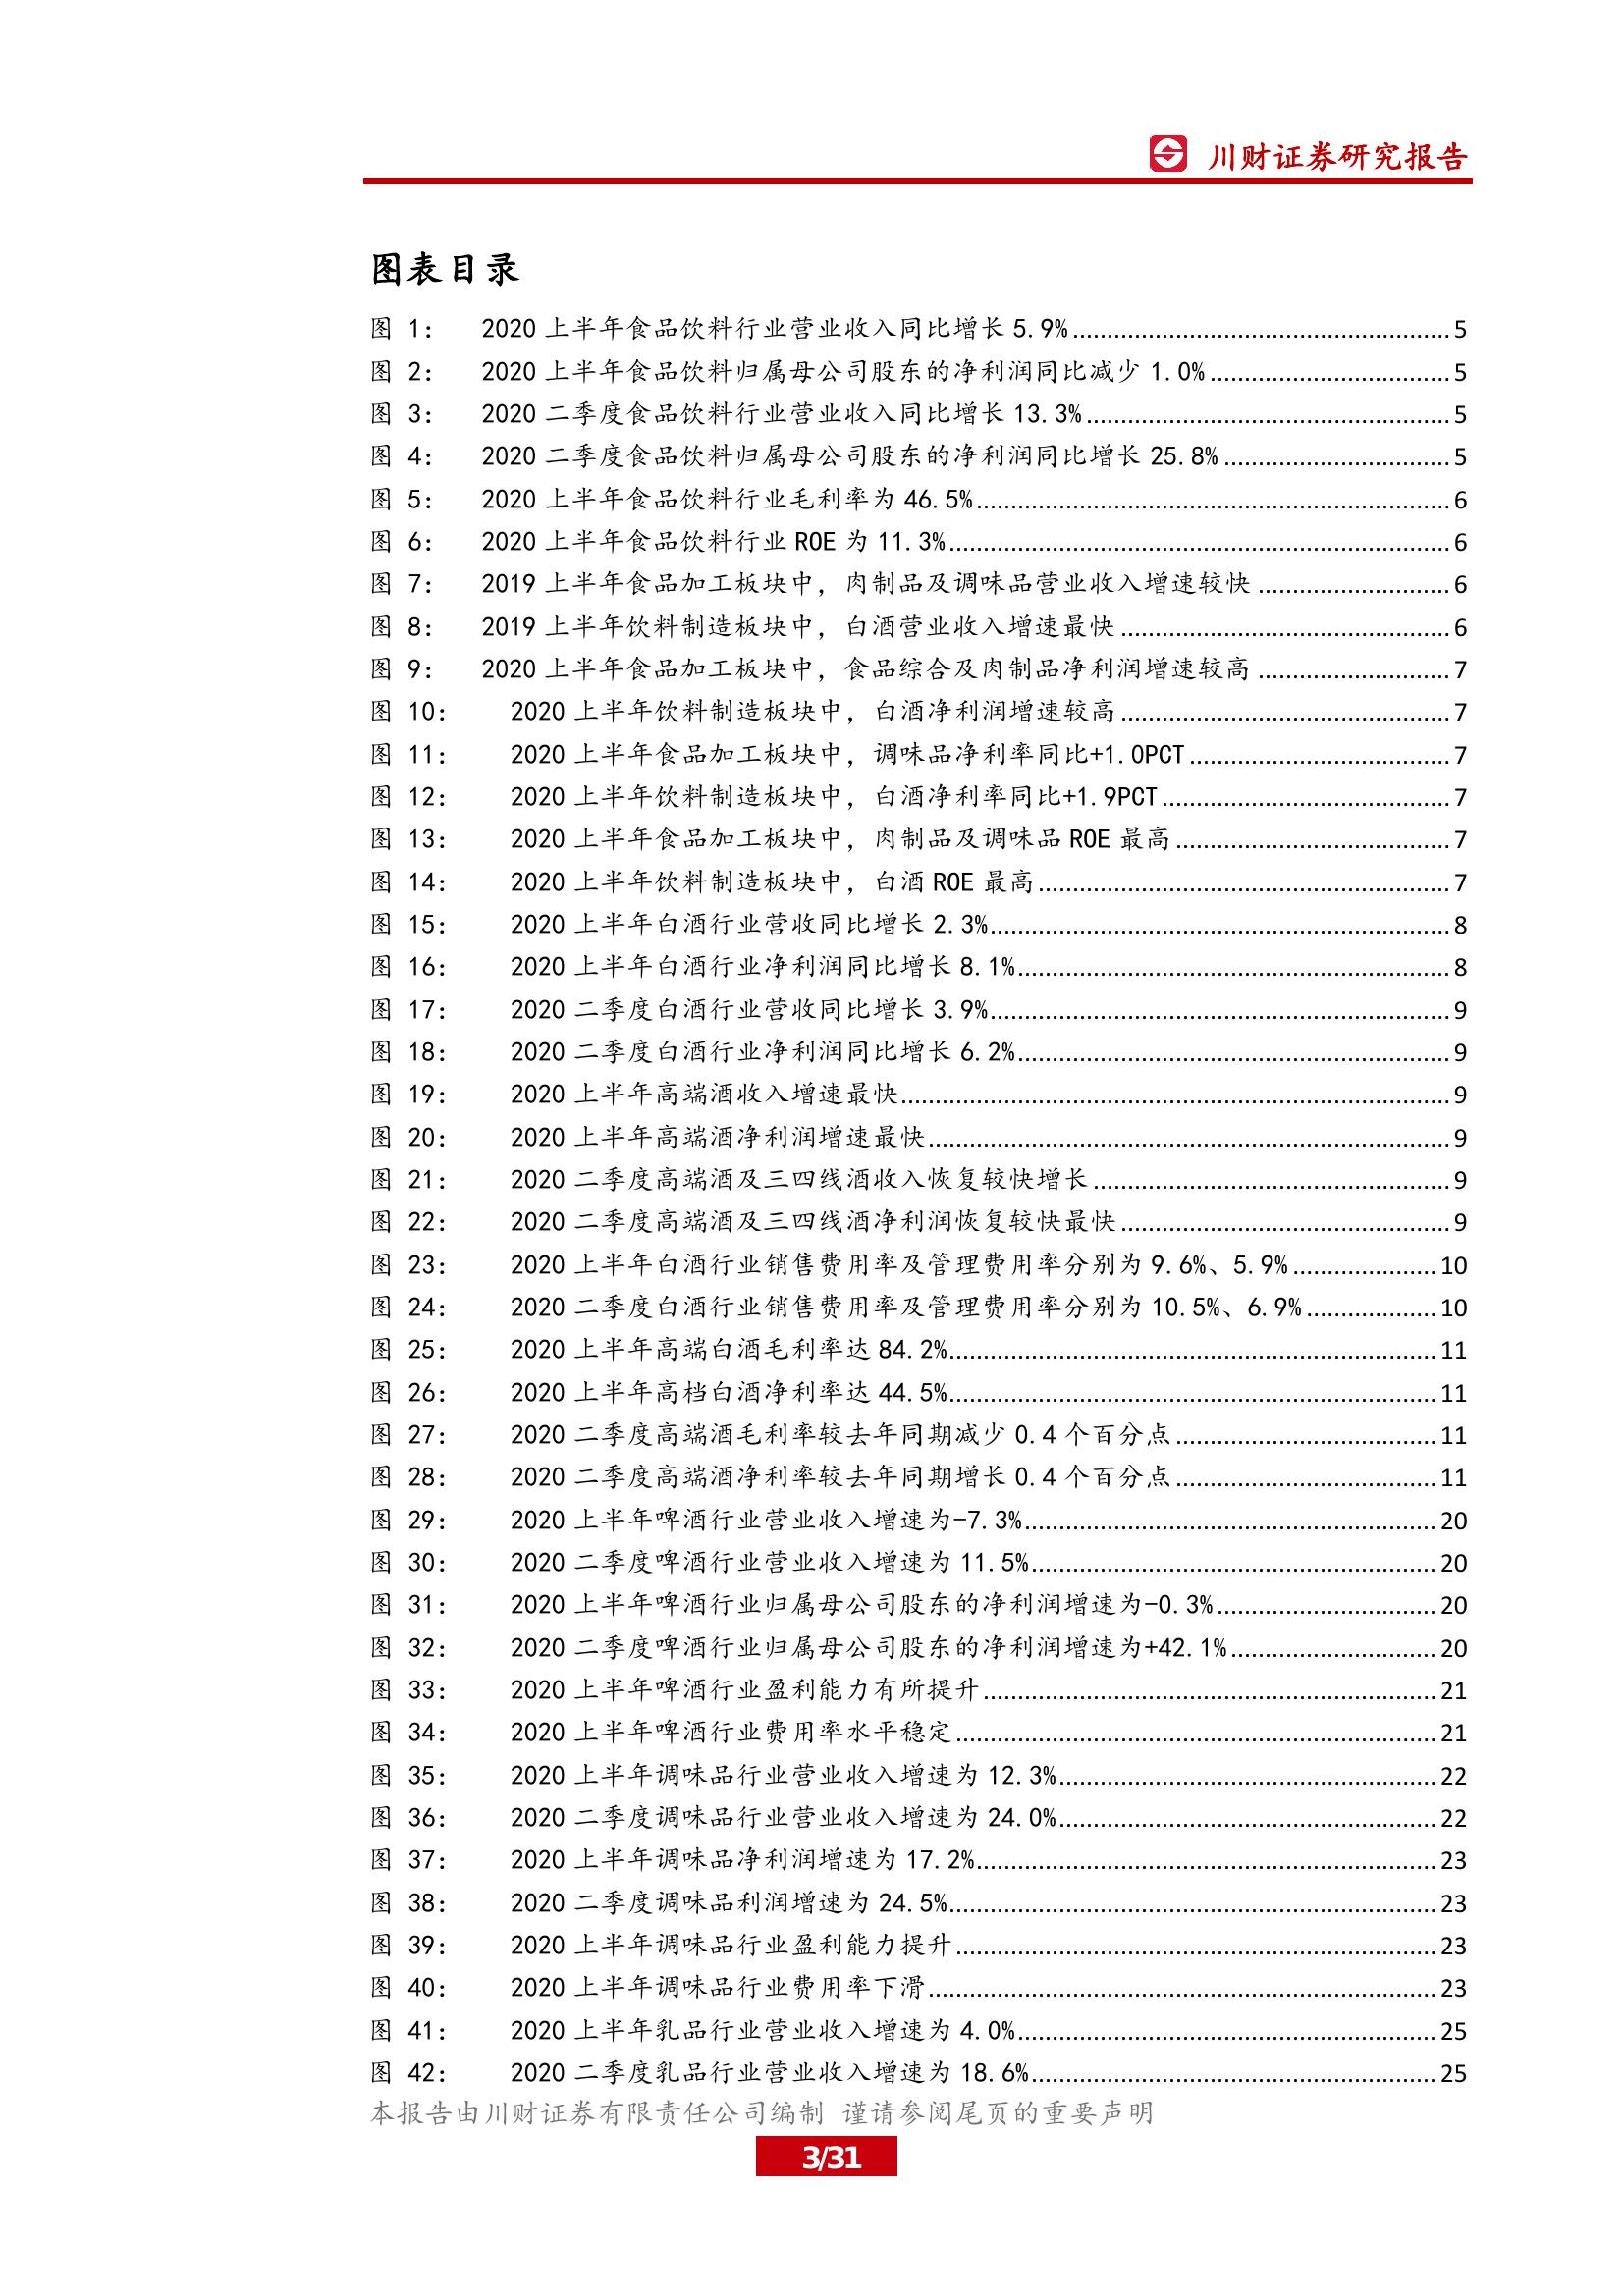 川财证券研究报告
图表目录
图 1: 2020 上半年食品饮料行业营业收入同比增长 5.9%........................5
图 2: 2020 上半年食品饮料归属母公司股东的净利润同比减少 1.0%........................5
图 3: 2020 二季度食品饮料行业营业收入同比增长 13.3%........................5
图 4: 2020 二季度食品饮料归属母公司股东的净利润同比增长 25.8%........................5
图 5: 2020 上半年食品饮料行业毛利率为 46.5%........................6
图 6: 2020 上半年食品饮料行业 ROE 为 11.3%........................6
图 7: 2019 上半年食品加工板块中，肉制品及调味品营业收入增速较快........................6
图 8: 2019 上半年饮料制造板块中，白酒营业收入增速最快........................6
图 9: 2020 上半年食品加工板块中，食品综合及肉制品净利润增速较高........................7
图 10: 2020 上半年饮料制造板块中，白酒净利润增速较高........................7
图 11: 2020 上半年食品加工板块中，调味品净利率同比+1.0PCT........................7
图 12: 2020 上半年饮料制造板块中，白酒净利率同比+1.9PCT........................7
图 13: 2020 上半年食品加工板块中，肉制品及调味品 ROE 最高........................7
图 14: 2020 上半年饮料制造板块中，白酒 ROE 最高........................7
图 15: 2020 上半年白酒行业营收同比增长 2.3%........................8
图 16: 2020 上半年白酒行业净利润同比增长 8.1%........................8
图 17: 2020 二季度白酒行业营收同比增长 3.9%........................9
图 18: 2020 二季度白酒行业净利润同比增长 6.2%........................9
图 19: 2020 上半年高端酒收入增速最快........................9
图 20: 2020 上半年高端酒净利润增速最快........................9
图 21: 2020 二季度高端酒及三四线酒收入恢复较快增长........................9
图 22: 2020 二季度高端酒及三四线酒净利润恢复较快最快........................9
图 23: 2020 上半年白酒行业销售费用率及管理费用率分别为 9.6%、5.9%........................10
图 24: 2020 二季度白酒行业销售费用率及管理费用率分别为 10.5%、6.9%........................10
图 25: 2020 上半年高端白酒毛利率达 84.2%........................11
图 26: 2020 上半年高档白酒净利率达 44.5%........................11
图 27: 2020 二季度高端酒毛利率较去年同期减少 0.4 个百分点........................11
图 28: 2020 二季度高端酒净利率较去年同期增长 0.4 个百分点........................11
图 29: 2020 上半年啤酒行业营业收入增速为-7.3%........................20
图 30: 2020 二季度啤酒行业营业收入增速为 11.5%........................20
图 31: 2020 上半年啤酒行业归属母公司股东的净利润增速为-0.3%........................20
图 32: 2020 二季度啤酒行业归属母公司股东的净利润增速为+42.1%........................20
图 33: 2020 上半年啤酒行业盈利能力有所提升........................21
图 34: 2020 上半年啤酒行业费用率水平稳定........................21
图 35: 2020 上半年调味品行业营业收入增速为 12.3%........................22
图 36: 2020 二季度调味品行业营业收入增速为 24.0%........................22
图 37: 2020 上半年调味品净利润增速为 17.2%........................23
图 38: 2020 二季度调味品利润增速为 24.5%........................23
图 39: 2020 上半年调味品行业盈利能力提升........................23
图 40: 2020 上半年调味品行业费用率下滑........................23
图 41: 2020 上半年乳品行业营业收入增速为 4.0%........................25
图 42: 2020 二季度乳品行业营业收入增速为 18.6%........................25
本报告由川财证券有限责任公司编制 谨请参阅尾页的重要声明
3/31